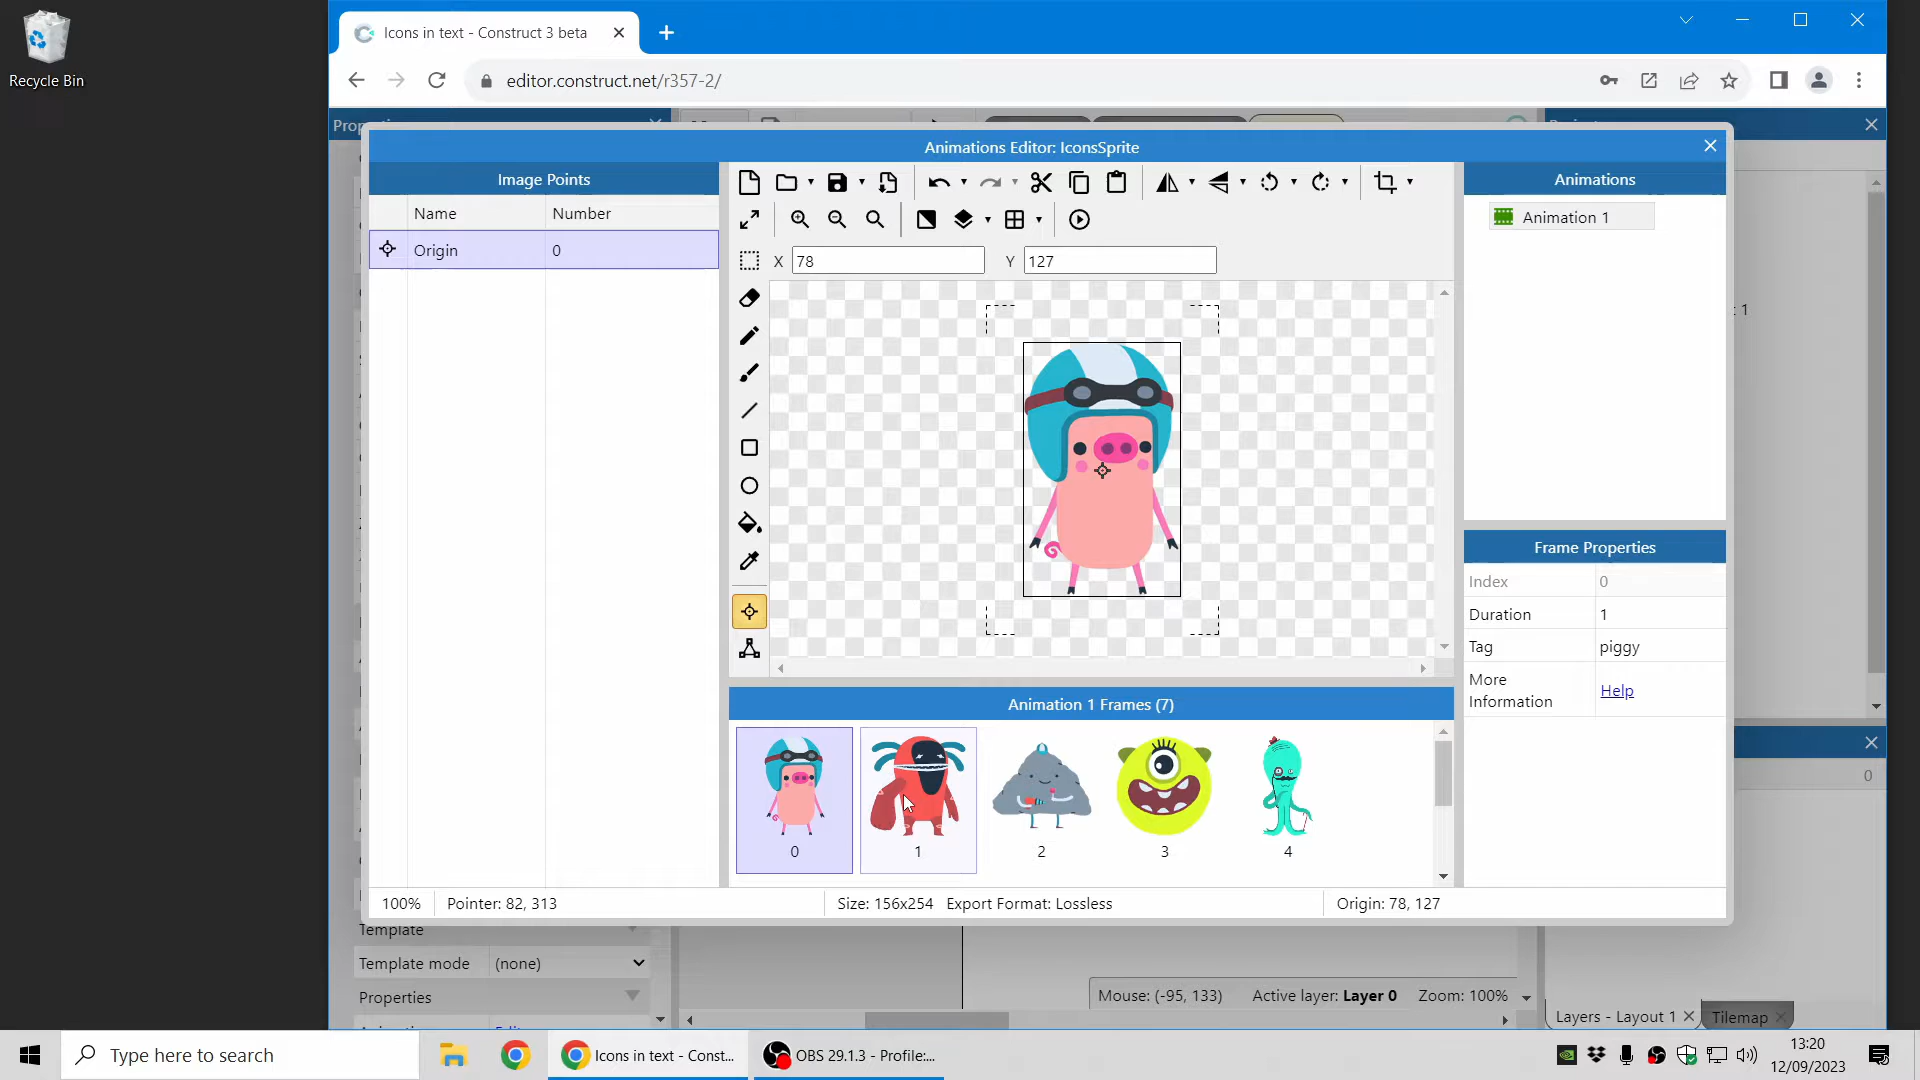 Recycle Bin
Icons in text - Construct 3 beta
editor.construct.net/r357-2/
Animations Editor: IconsSprite
Image Points
Name Number
Origin 0
X 78 Y 127
Animations
Animation 1
Frame Properties
Index 0
Duration 1
Tag piggy
More Information Help
Animation 1 Frames (7)
0 1 2 3 4
100% Pointer: 82, 313 Size: 156x254 Export Format: Lossless Origin: 78, 127
Template
Template mode (none)
Properties
Mouse: (-95, 133) Active layer: Layer 0 Zoom: 100%
0
Layers - Layout 1 Tilemap
Type here to search
Icons in text - Const...
OBS 29.1.3 - Profile:...
13:20
12/09/2023